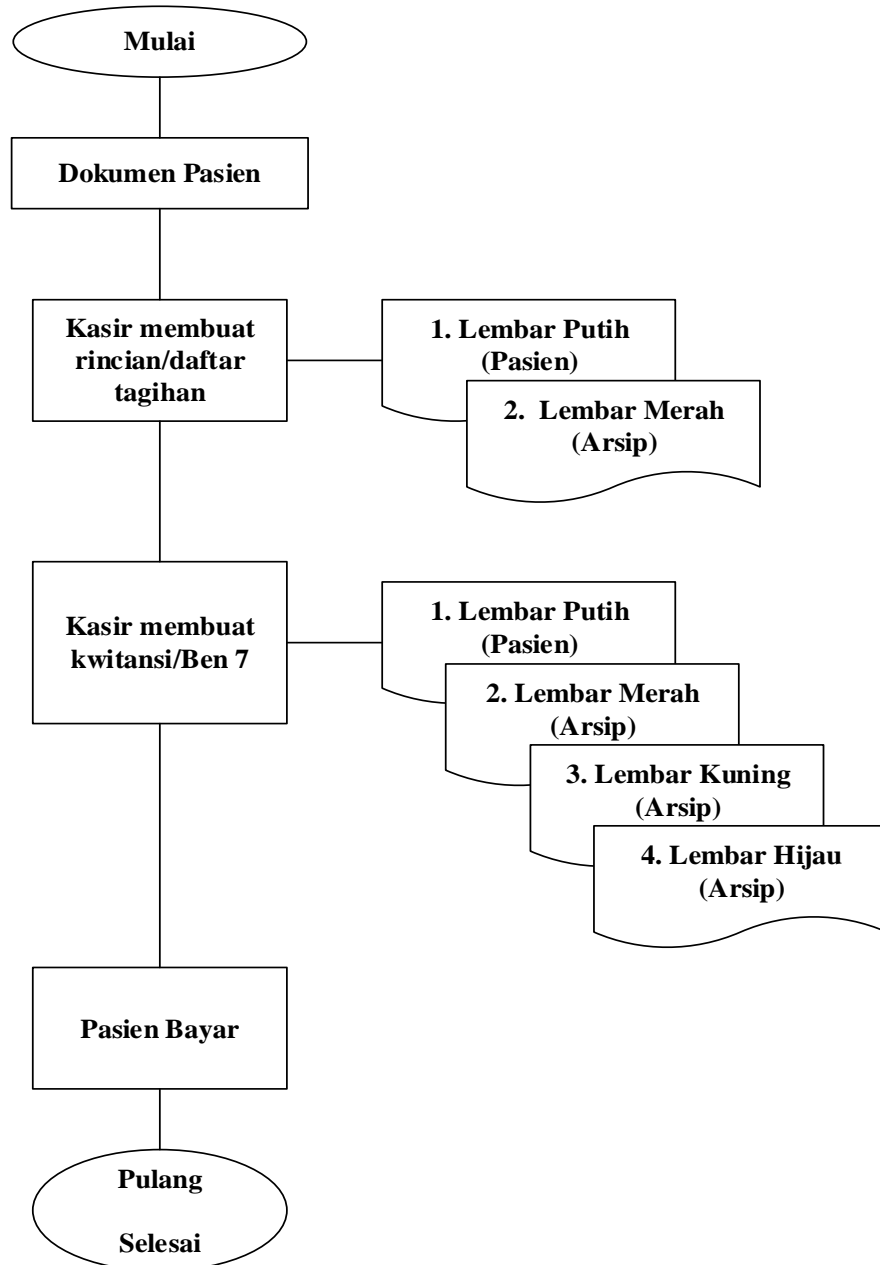 Mulai
Dokumen Pasien
Kasir membuat
rincian/daftar
tagihan
1. Lembar Putih
(Pasien)
2. Lembar Merah
(Arsip)
Kasir membuat
kwitansi/Ben 7
1. Lembar Putih
(Pasien)
2. Lembar Merah
(Arsip)
3. Lembar Kuning
(Arsip)
4. Lembar Hijau
(Arsip)
Pasien Bayar
Pulang
Selesai